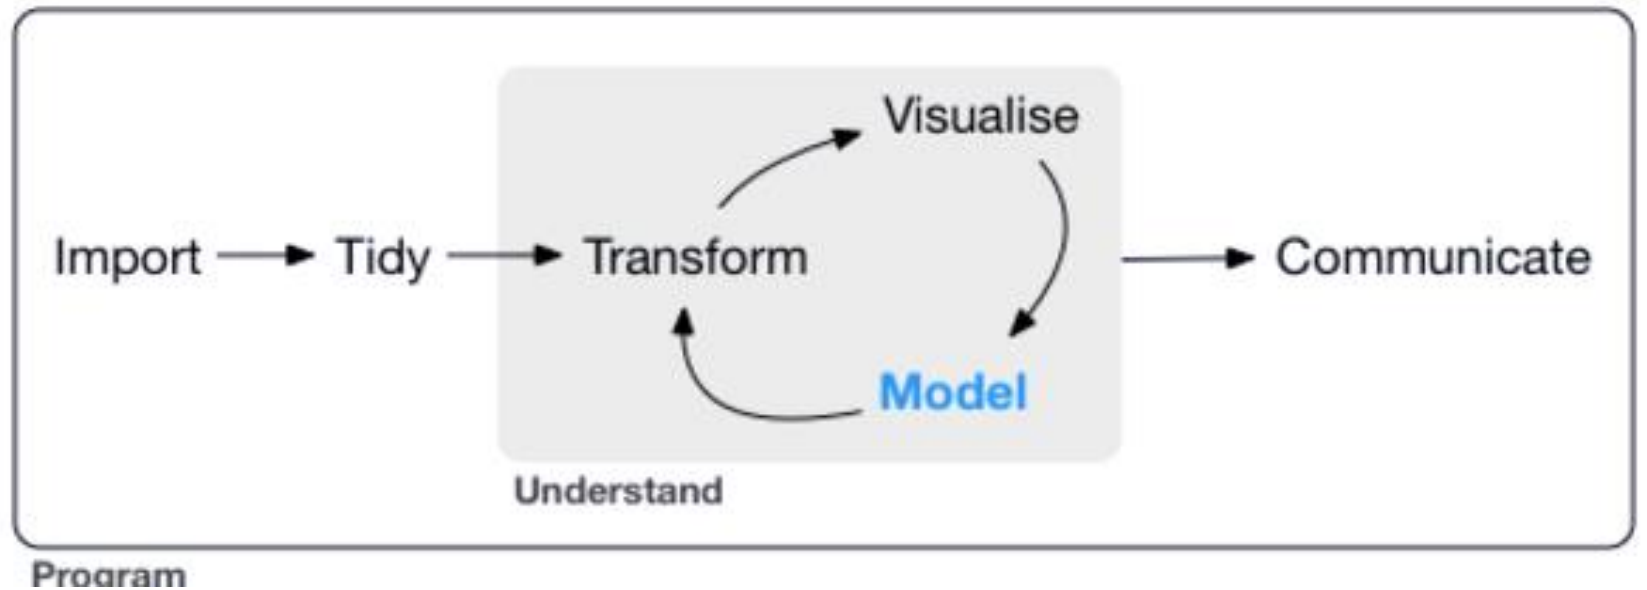 Visualise
Import Tidy Transform Communicate
Model
Understand
Program